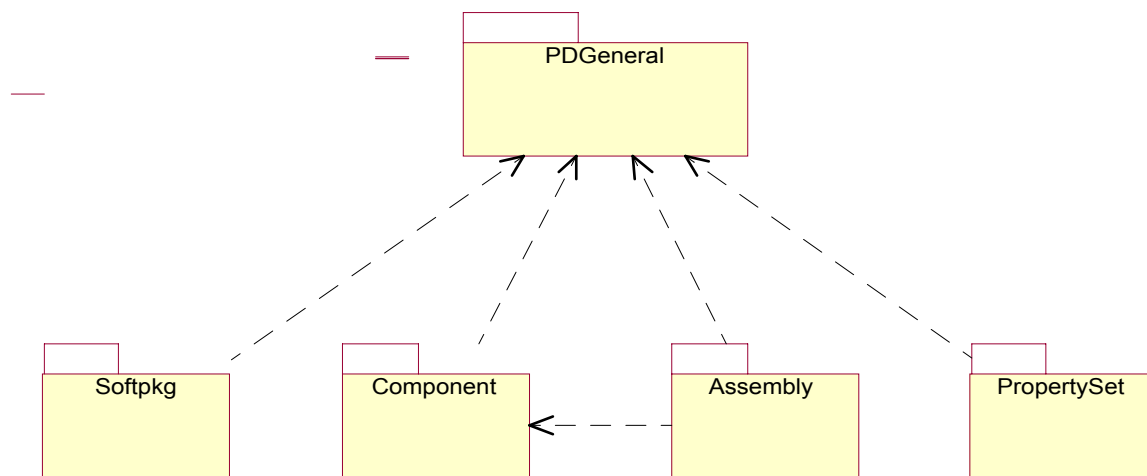 PDGeneral
Softpkg
Component
Assembly
PropertySet